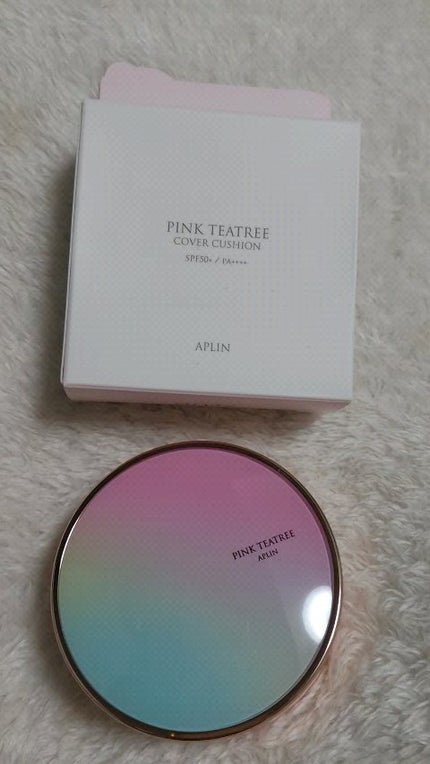 PINK TEATREE
COVER CUSHION
SPF50+ / PA++++
APLIN
PINK TEATREE
APLIN